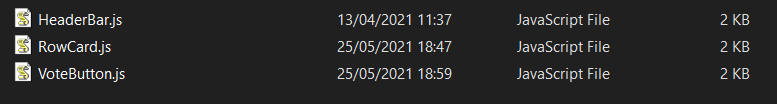 HeaderBar.js 13/04/2021 11:37 JavaScript File 2 KB
RowCard.js 25/05/2021 18:47 JavaScript File 2 KB
VoteButton.js 25/05/2021 18:59 JavaScript File 2 KB